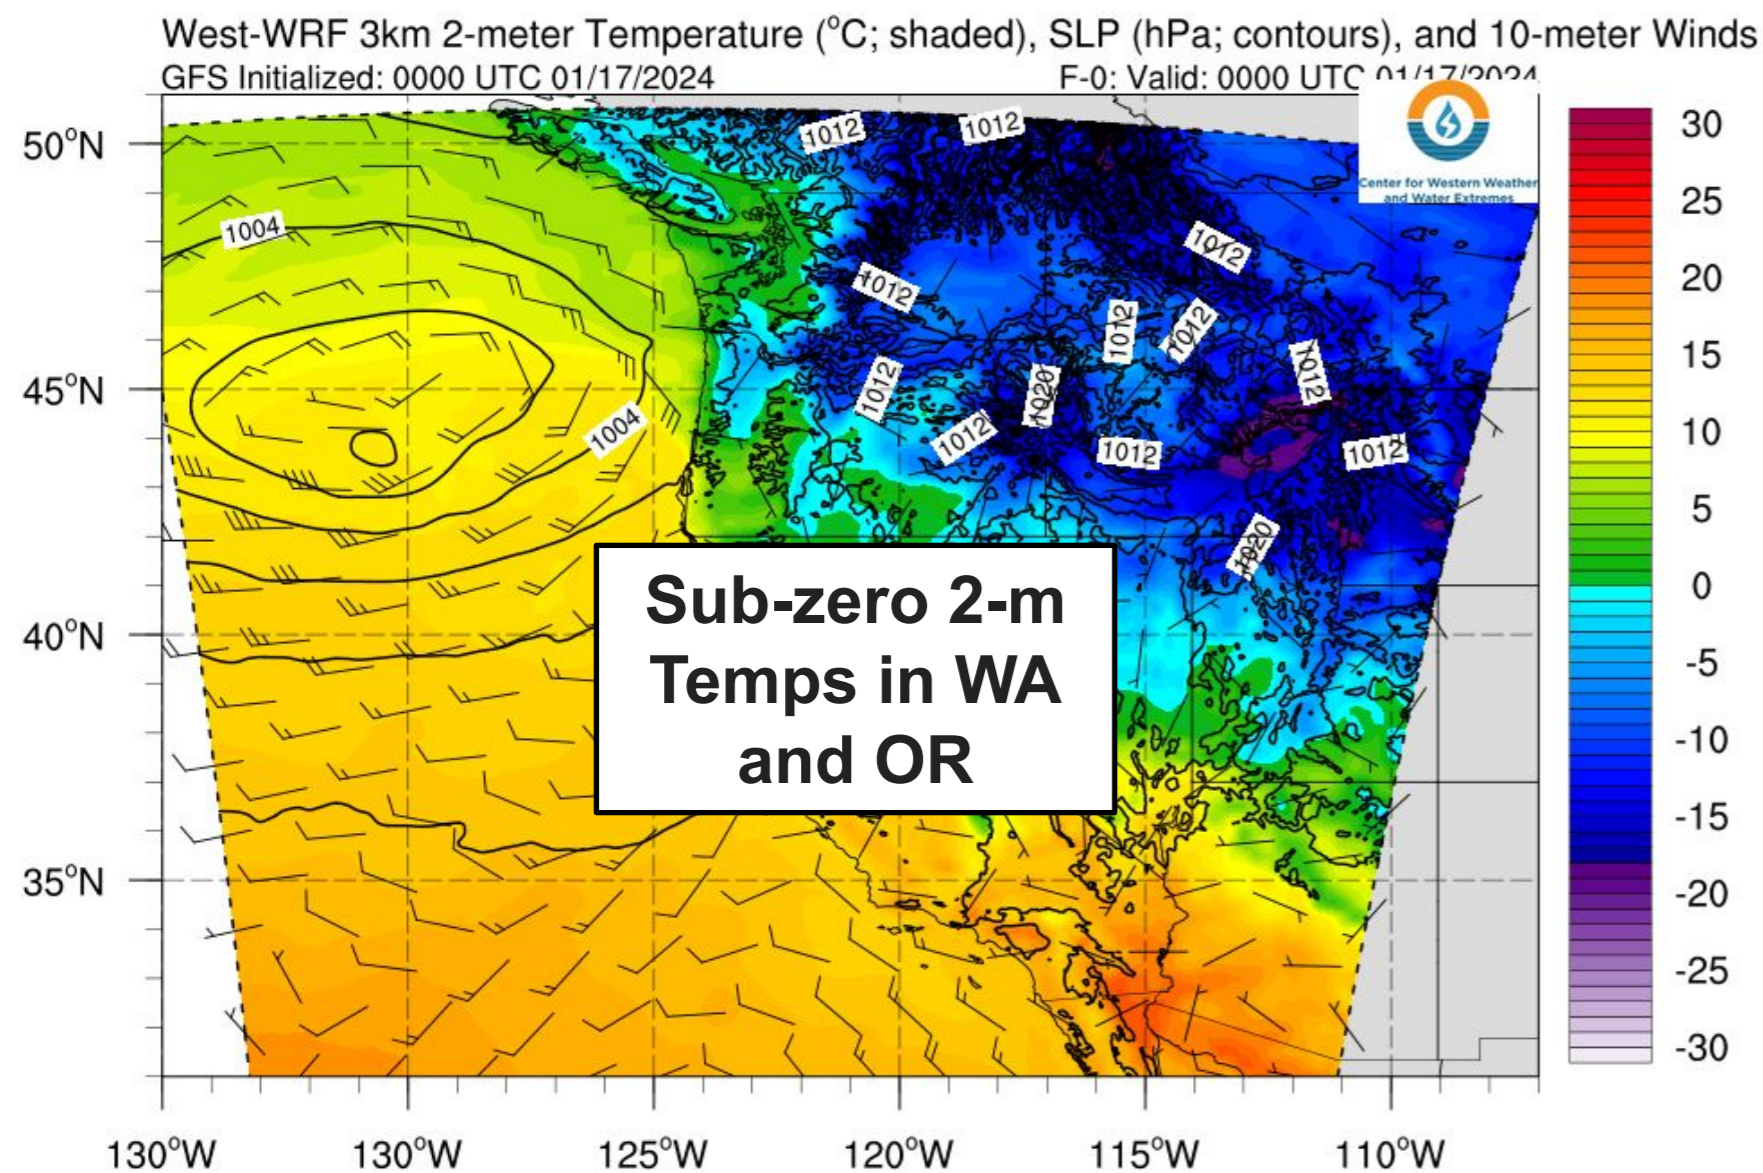 West-WRF 3km 2-meter Temperature (°C; shaded), SLP (hPa; contours), and 10-meter Winds
GFS Initialized: 0000 UTC 01/17/2024
F-0: Valid: 0000 UTC 01/17/2024
Center for Western Weather
and Water Extremes
50°N
45°N
40°N
35°N
1012
1012
1004
1012
1012
1012
1012
1012
1012
1020
1004
1012
1012
1012
1020
Sub-zero 2-m
Temps in WA
and OR
30
25
20
15
10
5
0
-5
-10
-15
-20
-25
-30
130°W
130°W
125°W
120°W
115°W
110°W